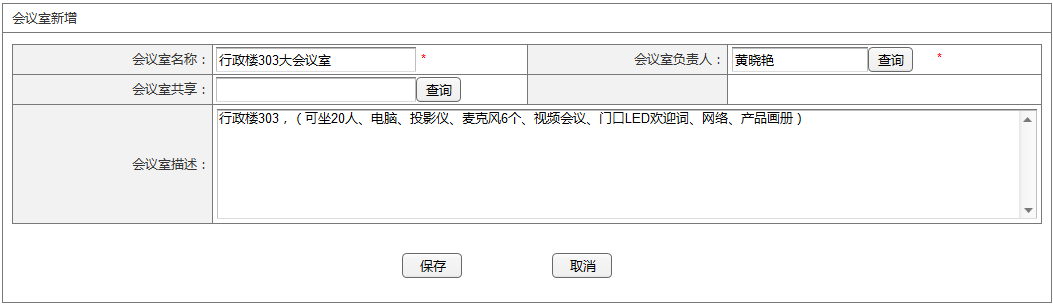 会议室新增
会议室名称： 行政楼303大会议室 * 会议室负责人： 黄晓艳 查询 *
会议室共享： 查询
会议室描述： 行政楼303，（可坐20人、电脑、投影仪、麦克风6个、视频会议、门口LED欢迎词、网络、产品画册）
保存 取消